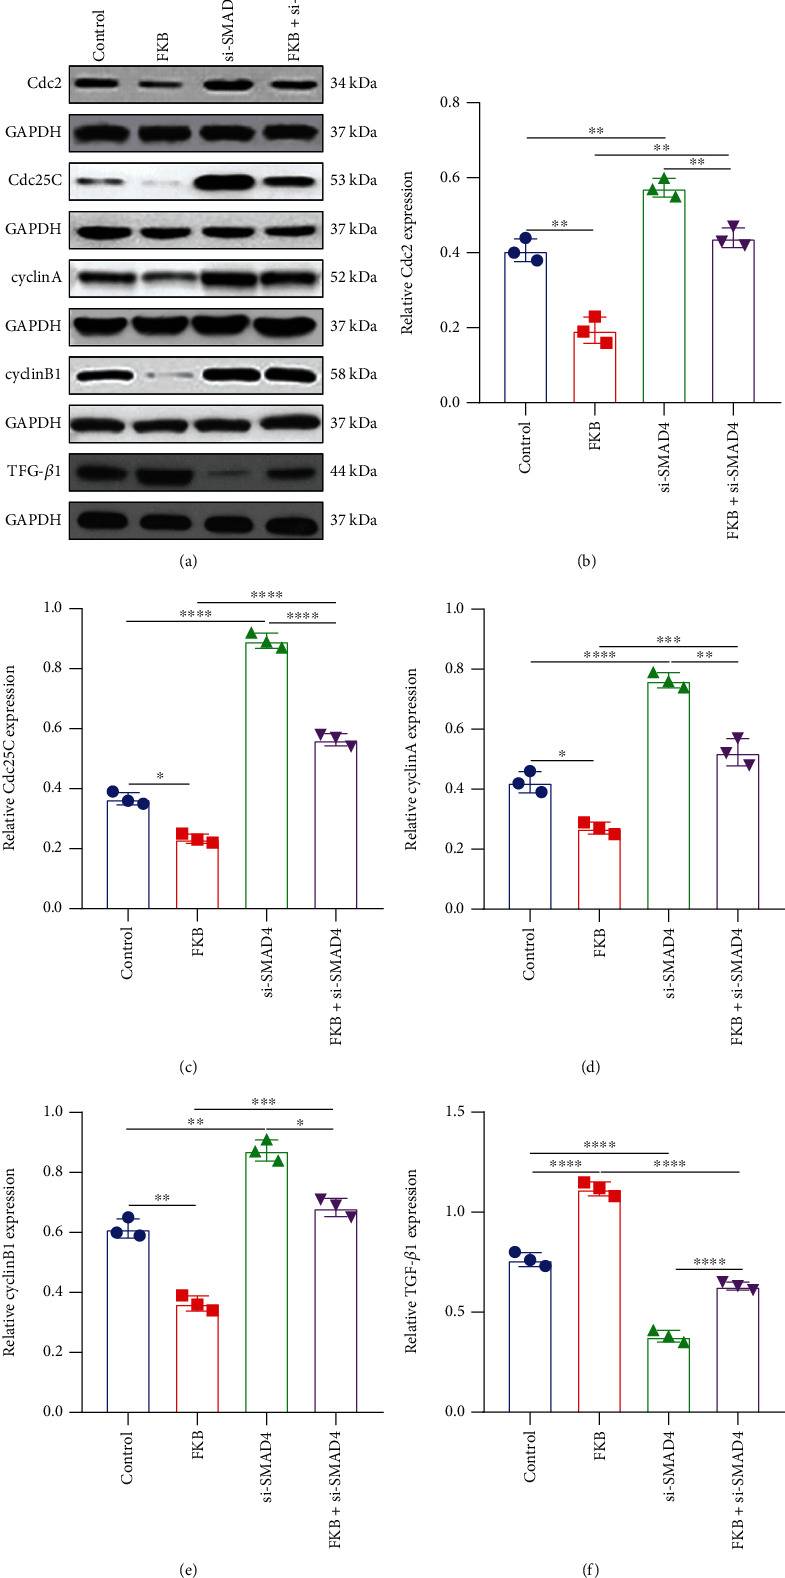 Control
FKB
si-SMAD
FKB + si-
Cdc2 34 kDa
GAPDH 37 kDa
Cdc25C 53 kDa
GAPDH 37 kDa
cyclinA 52 kDa
GAPDH 37 kDa
cyclinB1 58 kDa
GAPDH 37 kDa
TFG-β1 44 kDa
GAPDH 37 kDa
(a)
Relative Cdc2 expression
0.8
0.6
0.4
0.2
0.0
**
**
**
**
Control
FKB
si-SMAD4
FKB + si-SMAD4
(b)
Relative Cdc25C expression
1.0
0.8
0.6
0.4
0.2
0.0
****
****
****
*
Control
FKB
si-SMAD4
FKB + si-SMAD4
(c)
Relative cyclinA expression
1.0
0.8
0.6
0.4
0.2
0.0
***
****
**
*
Control
FKB
si-SMAD4
FKB + si-SMAD4
(d)
Relative cyclinB1 expression
1.0
0.8
0.6
0.4
0.2
0.0
***
**
*
**
Control
FKB
si-SMAD4
FKB + si-SMAD4
(e)
Relative TGF-β1 expression
1.5
1.0
0.5
0.0
****
****
****
****
Control
FKB
si-SMAD4
FKB + si-SMAD4
(f)